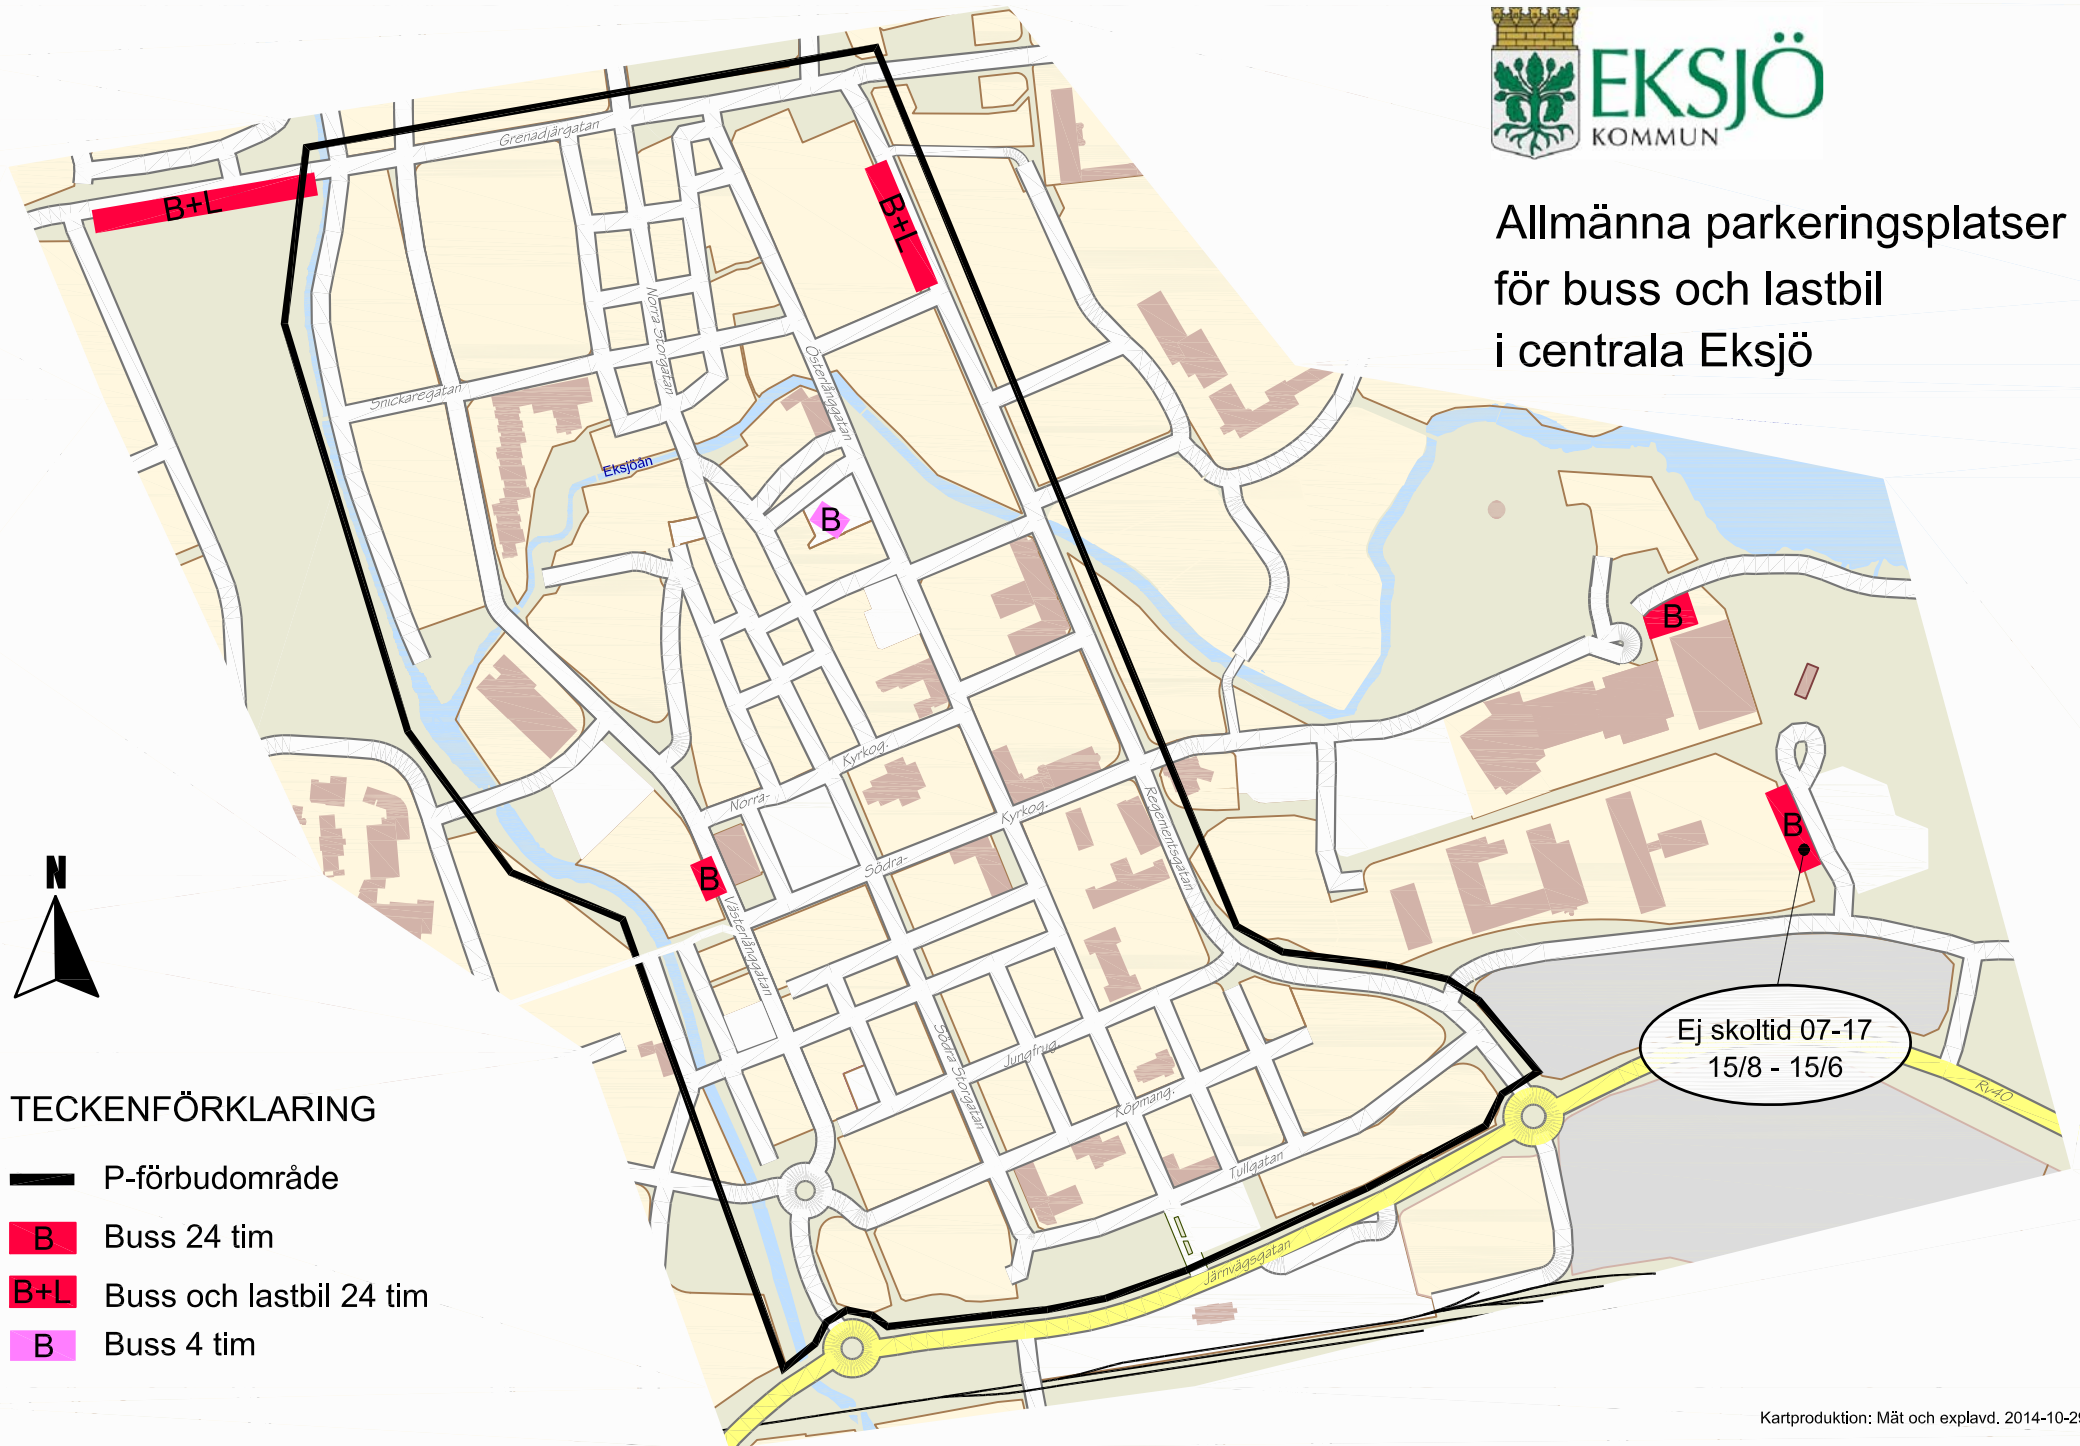 EKSJÖ
KOMMUN
Allmänna parkeringsplatser
för buss och lastbil
i centrala Eksjö
Grenadjärgatan
B+L
B+L
Norra Storgatan
Österlånggatan
Snickaregatan
Eksjöån
B
B
Kyrkog.
Norra-
Kyrkog.
Södra-
Regementsgatan
B
B
Västerlånggatan
N
Södra Storgatan
Jungfrug.
Köpmang.
Tullgatan
Järnvägsgatan
Rv40
Ej skoltid 07-17
15/8 - 15/6
TECKENFÖRKLARING
P-förbudområde
B Buss 24 tim
B+L Buss och lastbil 24 tim
B Buss 4 tim
Kartproduktion: Mät och explavd. 2014-10-29